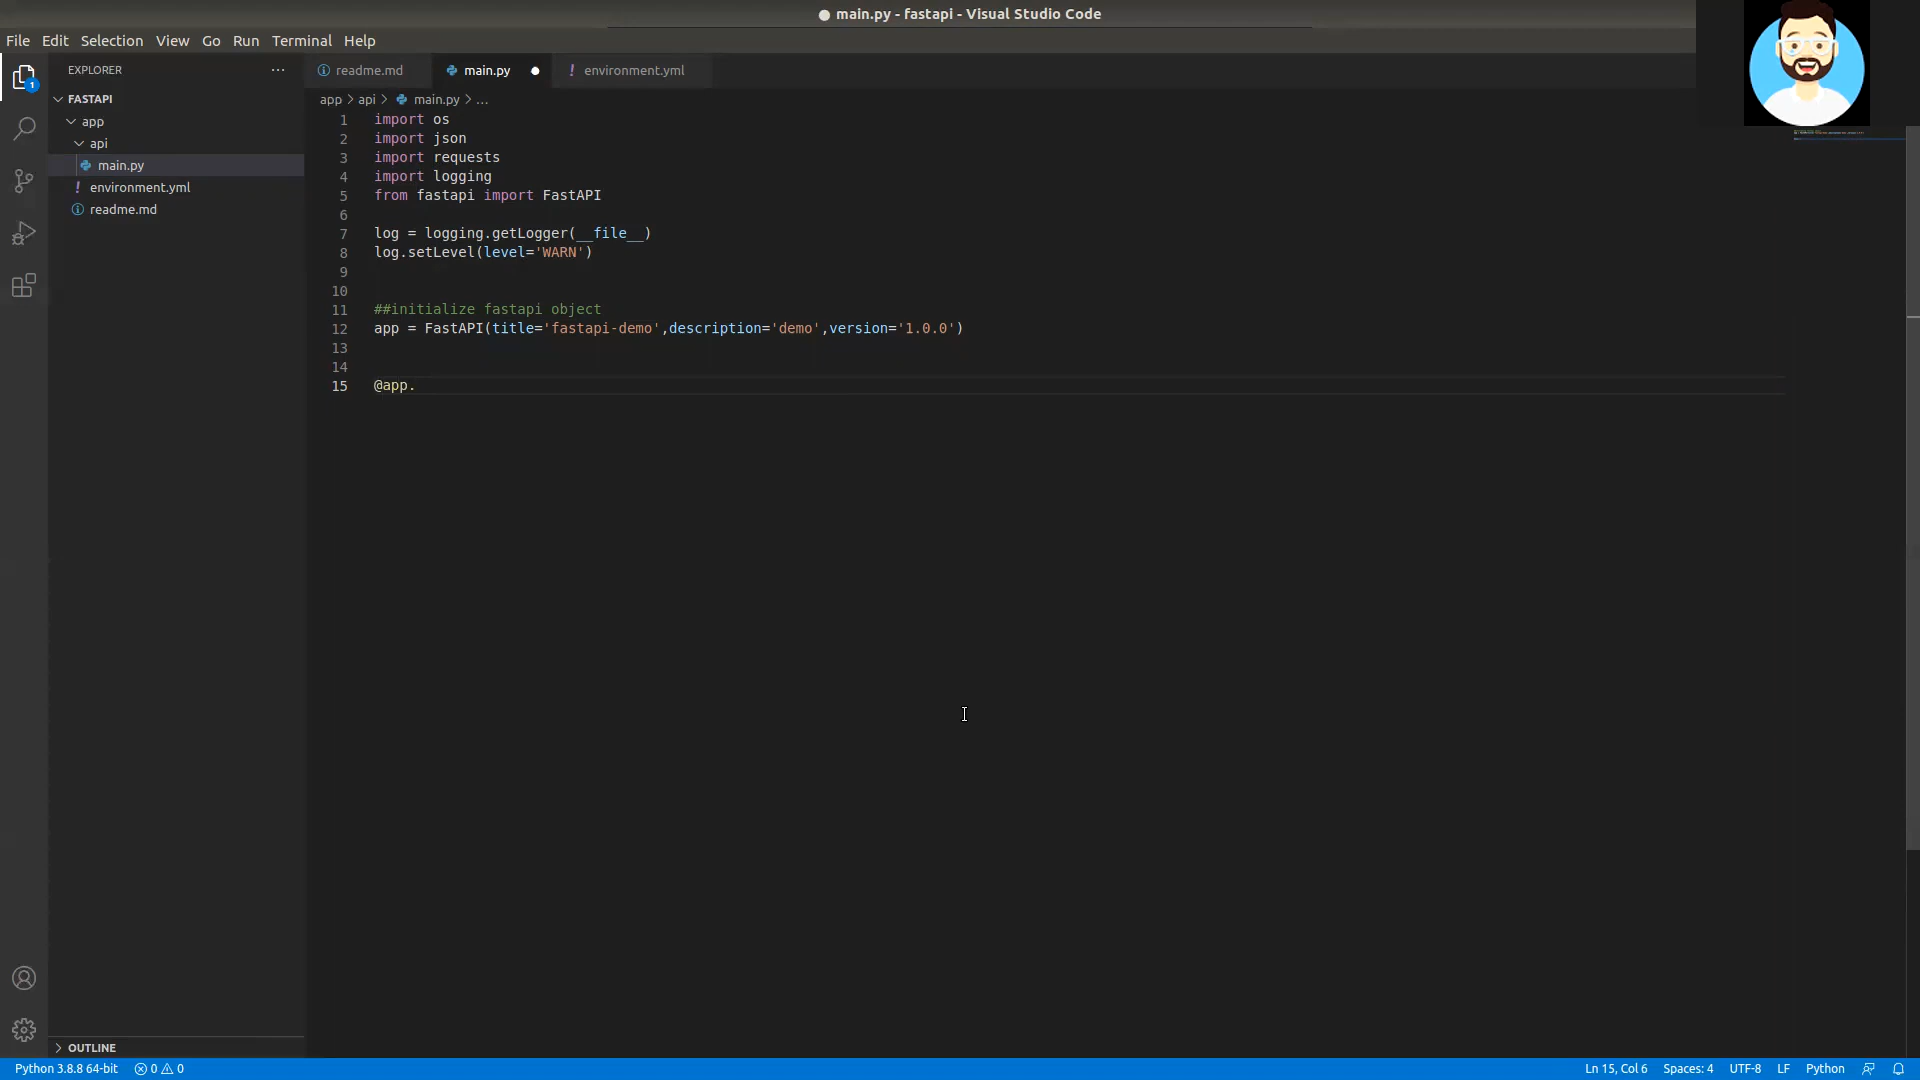 main.py - fastapi - Visual Studio Code
File Edit Selection View Go Run Terminal Help
EXPLORER ...
readme.md main.py ! environment.yml
FASTAPI
app
api
main.py
! environment.yml
readme.md
OUTLINE
app > api > main.py > ...
1 import os
2 import json
3 import requests
4 import logging
5 from fastapi import FastAPI
6
7 log = logging.getLogger(__file__)
8 log.setLevel(level='WARN')
9
10
11 ##initialize fastapi object
12 app = FastAPI(title='fastapi-demo',description='demo',version='1.0.0')
13
14
15 @app.
1
Python 3.8.8 64-bit 0 0 Ln 15, Col 6 Spaces: 4 UTF-8 LF Python